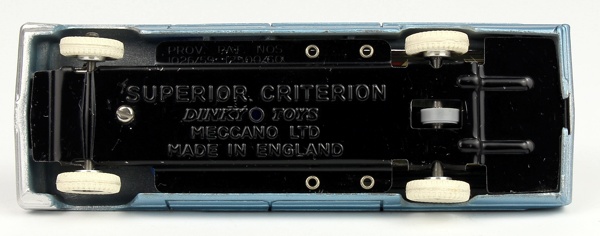 PROV. PAT. NOS
SUPERIOR CRITERION
DINKY TOYS
MECCANO LTD
MADE IN ENGLAND